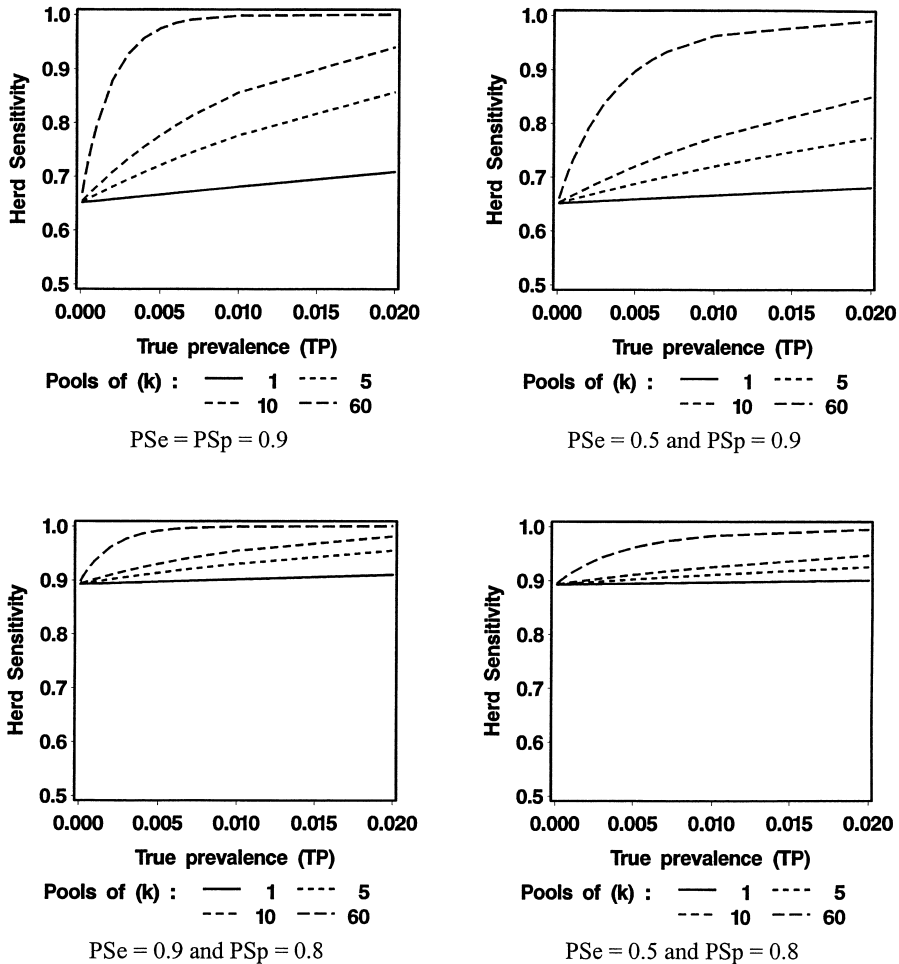 Herd Sensitivity
1.0
0.9
0.8
0.7
0.6
0.5
0.000 0.005 0.010 0.015 0.020
True prevalence (TP)
Pools of (k) : 1 5
10 60
PSe = PSp = 0.9
Herd Sensitivity
1.0
0.9
0.8
0.7
0.6
0.5
0.000 0.005 0.010 0.015 0.020
True prevalence (TP)
Pools of (k) : 1 5
10 60
PSe = 0.5 and PSp = 0.9
Herd Sensitivity
1.0
0.9
0.8
0.7
0.6
0.5
0.000 0.005 0.010 0.015 0.020
True prevalence (TP)
Pools of (k) : 1 5
10 60
PSe = 0.9 and PSp = 0.8
Herd Sensitivity
1.0
0.9
0.8
0.7
0.6
0.5
0.000 0.005 0.010 0.015 0.020
True prevalence (TP)
Pools of (k) : 1 5
10 60
PSe = 0.5 and PSp = 0.8